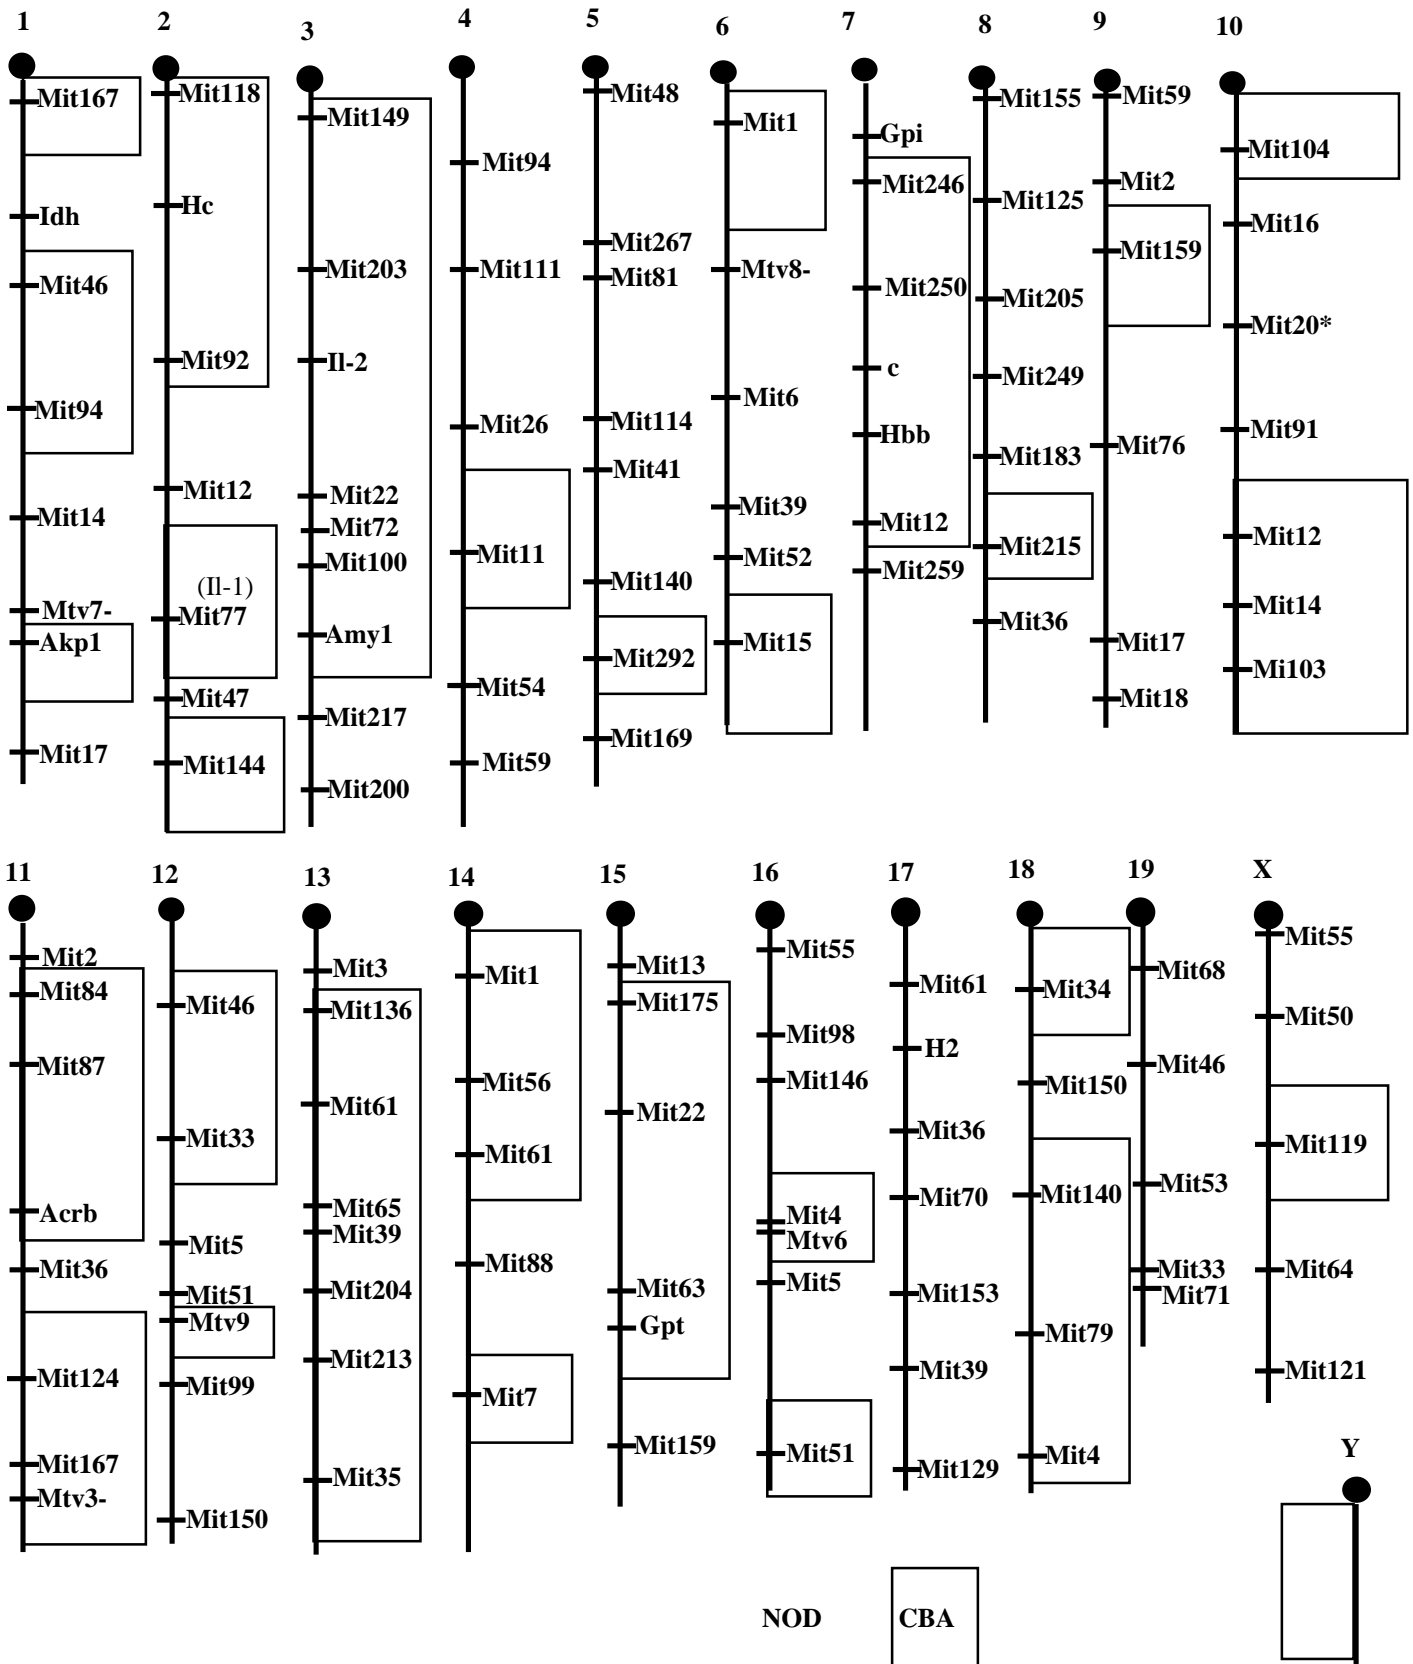 1
2
3
4
5
6
7
8
9
10
Mit167
Idh
Mit46
Mit94
Mit14
Mtv7-
Akp1
Mit17
Mit118
Hc
Mit92
Mit12
(Il-1)
Mit77
Mit47
Mit144
Mit149
Mit203
Il-2
Mit22
Mit72
Mit100
Amy1
Mit217
Mit200
Mit94
Mit111
Mit26
Mit11
Mit54
Mit59
Mit48
Mit267
Mit81
Mit114
Mit41
Mit140
Mit292
Mit169
Mit1
Mtv8-
Mit6
Mit39
Mit52
Mit15
Gpi
Mit246
Mit250
c
Hbb
Mit12
Mit259
Mit155
Mit125
Mit205
Mit249
Mit183
Mit215
Mit36
Mit59
Mit2
Mit159
Mit76
Mit17
Mit18
Mit104
Mit16
Mit20*
Mit91
Mit12
Mit14
Mi103
11
12
13
14
15
16
17
18
19
X
Mit2
Mit84
Mit87
Acrb
Mit36
Mit124
Mit167
Mtv3-
Mit46
Mit33
Mit5
Mit51
Mtv9
Mit99
Mit150
Mit3
Mit136
Mit61
Mit65
Mit39
Mit204
Mit213
Mit35
Mit1
Mit56
Mit61
Mit88
Mit7
Mit13
Mit175
Mit22
Mit63
Gpt
Mit159
Mit55
Mit98
Mit146
Mit4
Mtv6
Mit5
Mit51
Mit61
H2
Mit36
Mit70
Mit153
Mit39
Mit129
Mit34
Mit150
Mit140
Mit79
Mit4
Mit68
Mit46
Mit53
Mit33
Mit71
Mit55
Mit50
Mit119
Mit64
Mit121
Y
NOD
CBA